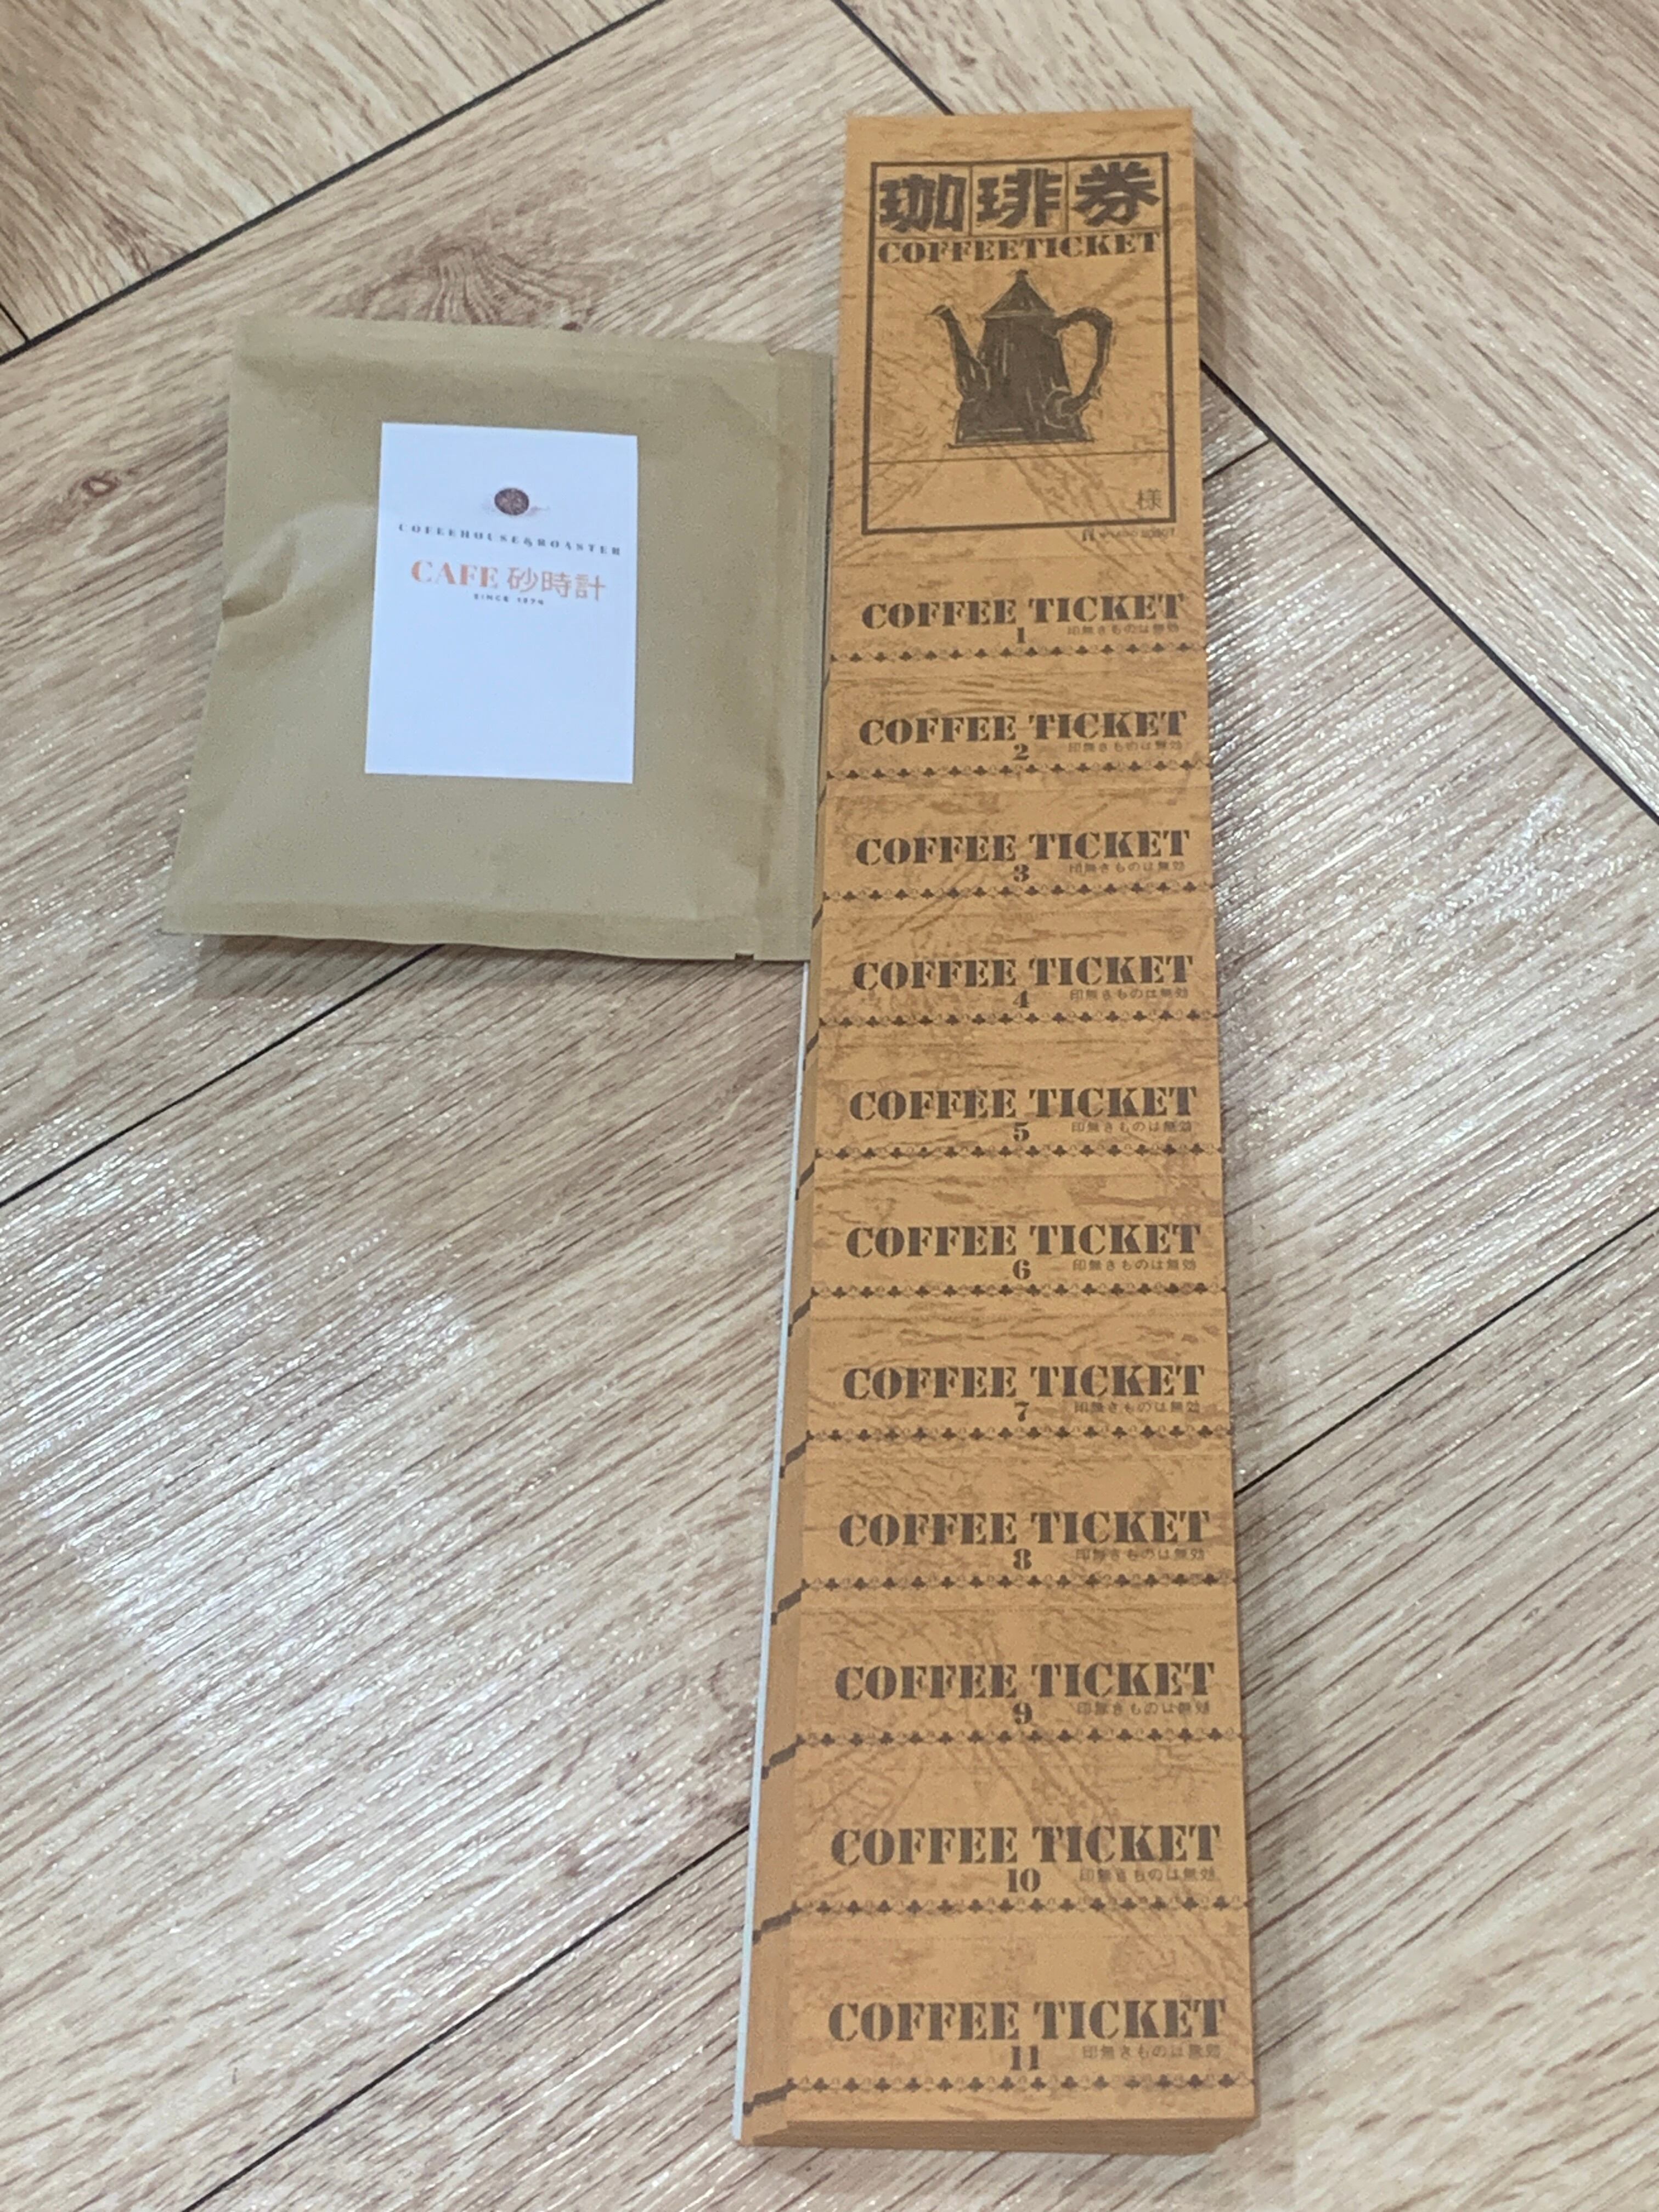 COFEEHOUSE&ROASTER
CAFE 砂時計
SINCE 1974
珈琲券
COFFEETICKET
様
COFFEE TICKET
1 印無きものは無効
COFFEE TICKET
2 印無きものは無効
COFFEE TICKET
3 印無きものは無効
COFFEE TICKET
4 印無きものは無効
COFFEE TICKET
5 印無きものは無効
COFFEE TICKET
6 印無きものは無効
COFFEE TICKET
7 印無きものは無効
COFFEE TICKET
8 印無きものは無効
COFFEE TICKET
9 印無きものは無効
COFFEE TICKET
10 印無きものは無効
COFFEE TICKET
11 印無きものは無効